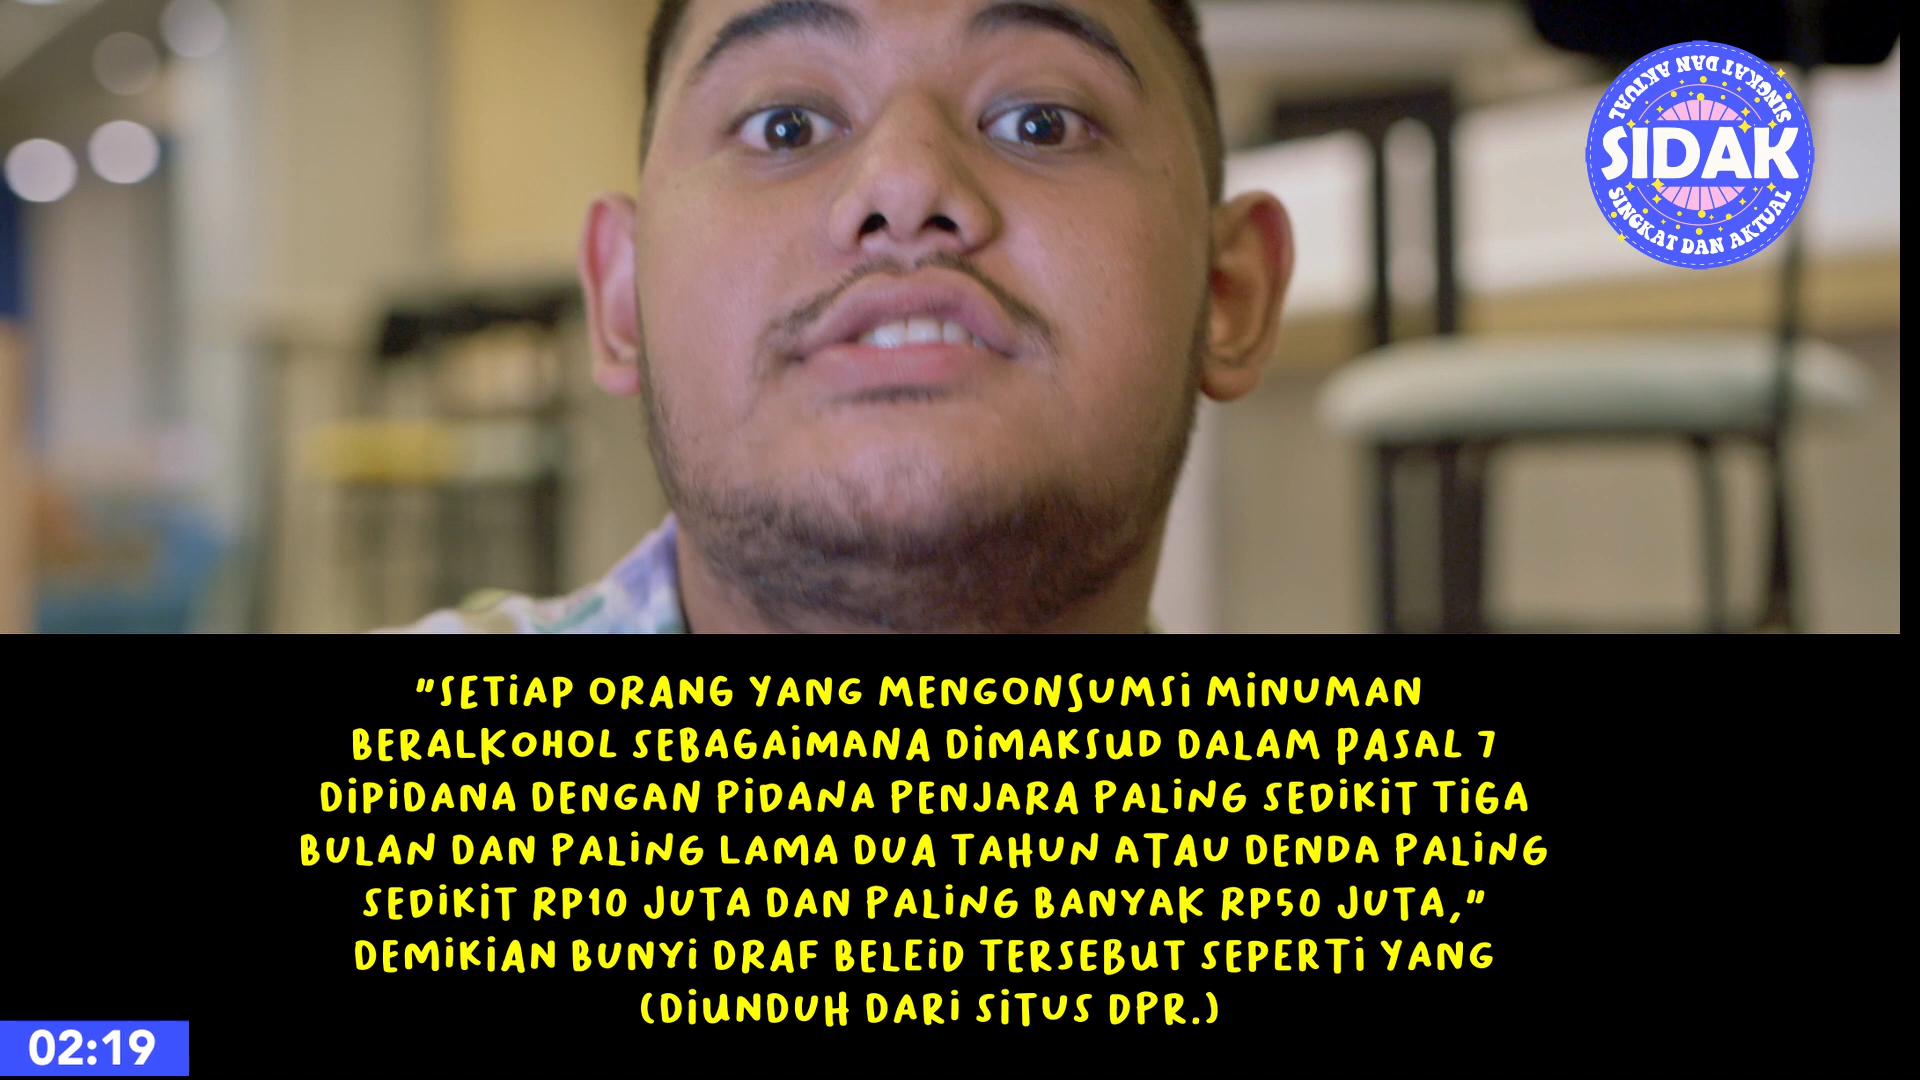 SINGKAT DAN AKTUAL
SIDAK
SINGKAT DAN AKTUAL
"SETIAP ORANG YANG MENGONSUMSI MINUMAN
BERALKOHOL SEBAGAIMANA DIMAKSUD DALAM PASAL 7
DIPIDANA DENGAN PIDANA PENJARA PALING SEDIKIT TIGA
BULAN DAN PALING LAMA DUA TAHUN ATAU DENDA PALING
SEDIKIT RP10 JUTA DAN PALING BANYAK RP50 JUTA,"
DEMIKIAN BUNYI DRAF BELEID TERSEBUT SEPERTI YANG
(DIUNDUH DARI SITUS DPR.)
02:19